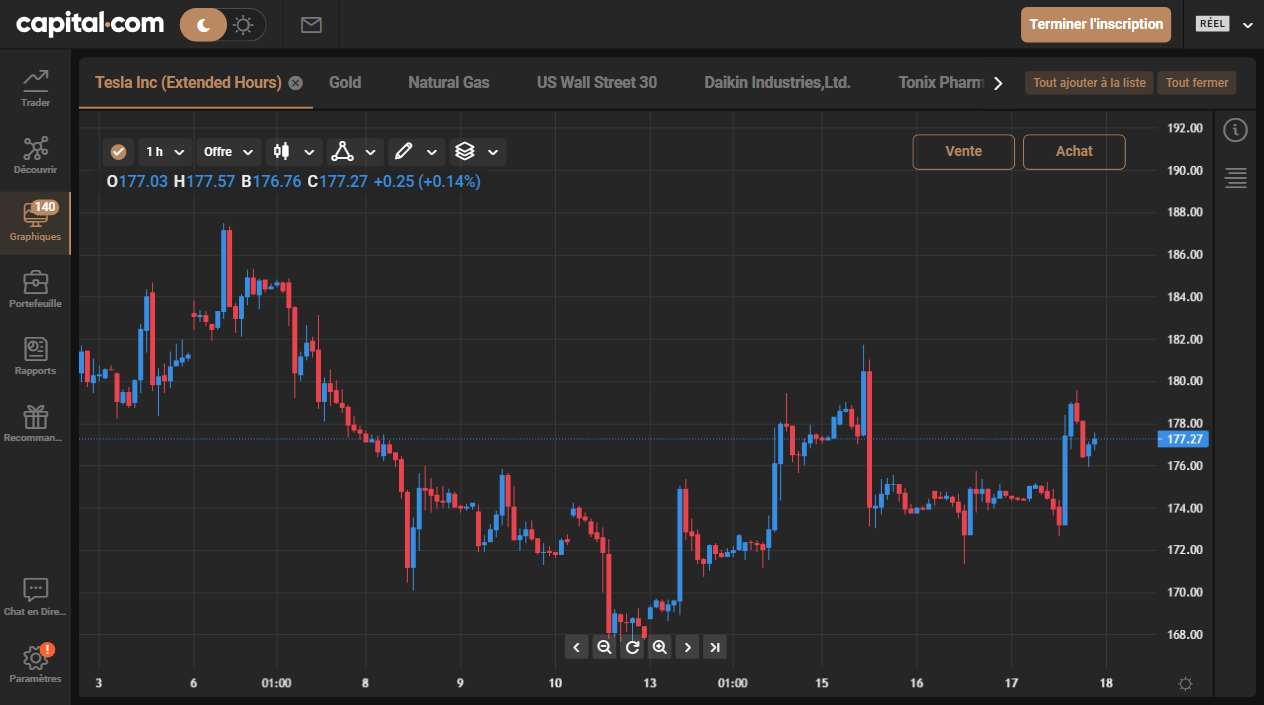 capital.com
Terminer l'inscription
RÉEL
Trader
Découvrir
140
Graphiques
Portefeuille
Rapports
Recomman...
Chat en Dire...
!
Paramètres
Tesla Inc (Extended Hours)
Gold
Natural Gas
US Wall Street 30
Daikin Industries,Ltd.
Tonix Pharm
Tout ajouter à la liste
Tout fermer
1 h
Offre
Vente
Achat
O177.03 H177.57 B176.76 C177.27 +0.25 (+0.14%)
192.00
190.00
188.00
186.00
184.00
182.00
180.00
178.00
177.27
176.00
174.00
172.00
170.00
168.00
3 6 01:00 8 9 10 13 01:00 15 16 17 18